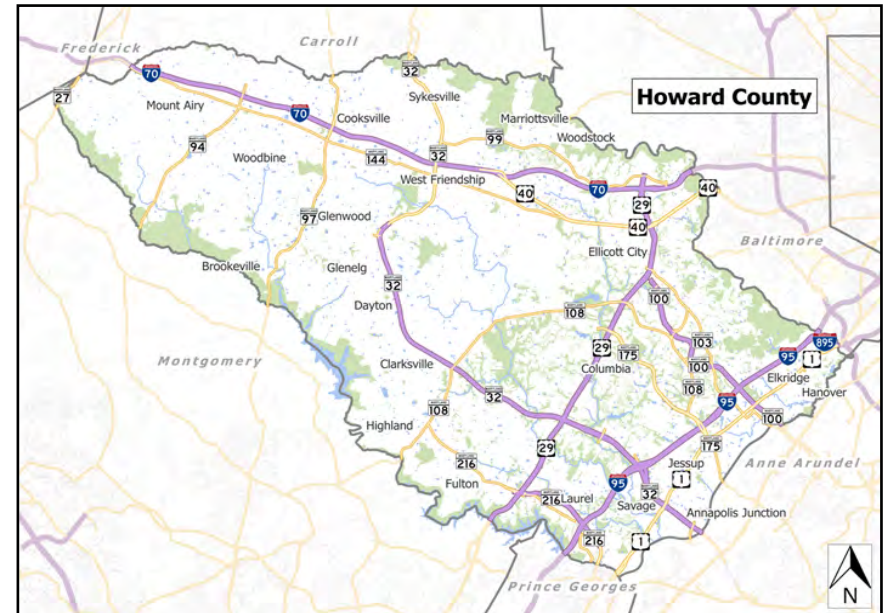 Frederick
Carroll
70
32
27
Mount Airy
70
Sykesville
Howard County
94
Cooksville
Marriottsville
99
Woodstock
Woodbine
144
32
West Friendship
40
70
40
97
Glenwood
29
40
Baltimore
Ellicott City
Brookeville
Glenelg
32
100
Dayton
108
103
895
Montgomery
29
175
95
1
Clarksville
Columbia
100
Elkridge
32
108
Hanover
108
95
100
Highland
29
175
216
Jessup
Anne Arundel
Fulton
95
1
216
Laurel
32
Savage
Annapolis Junction
216
1
Prince Georges
N